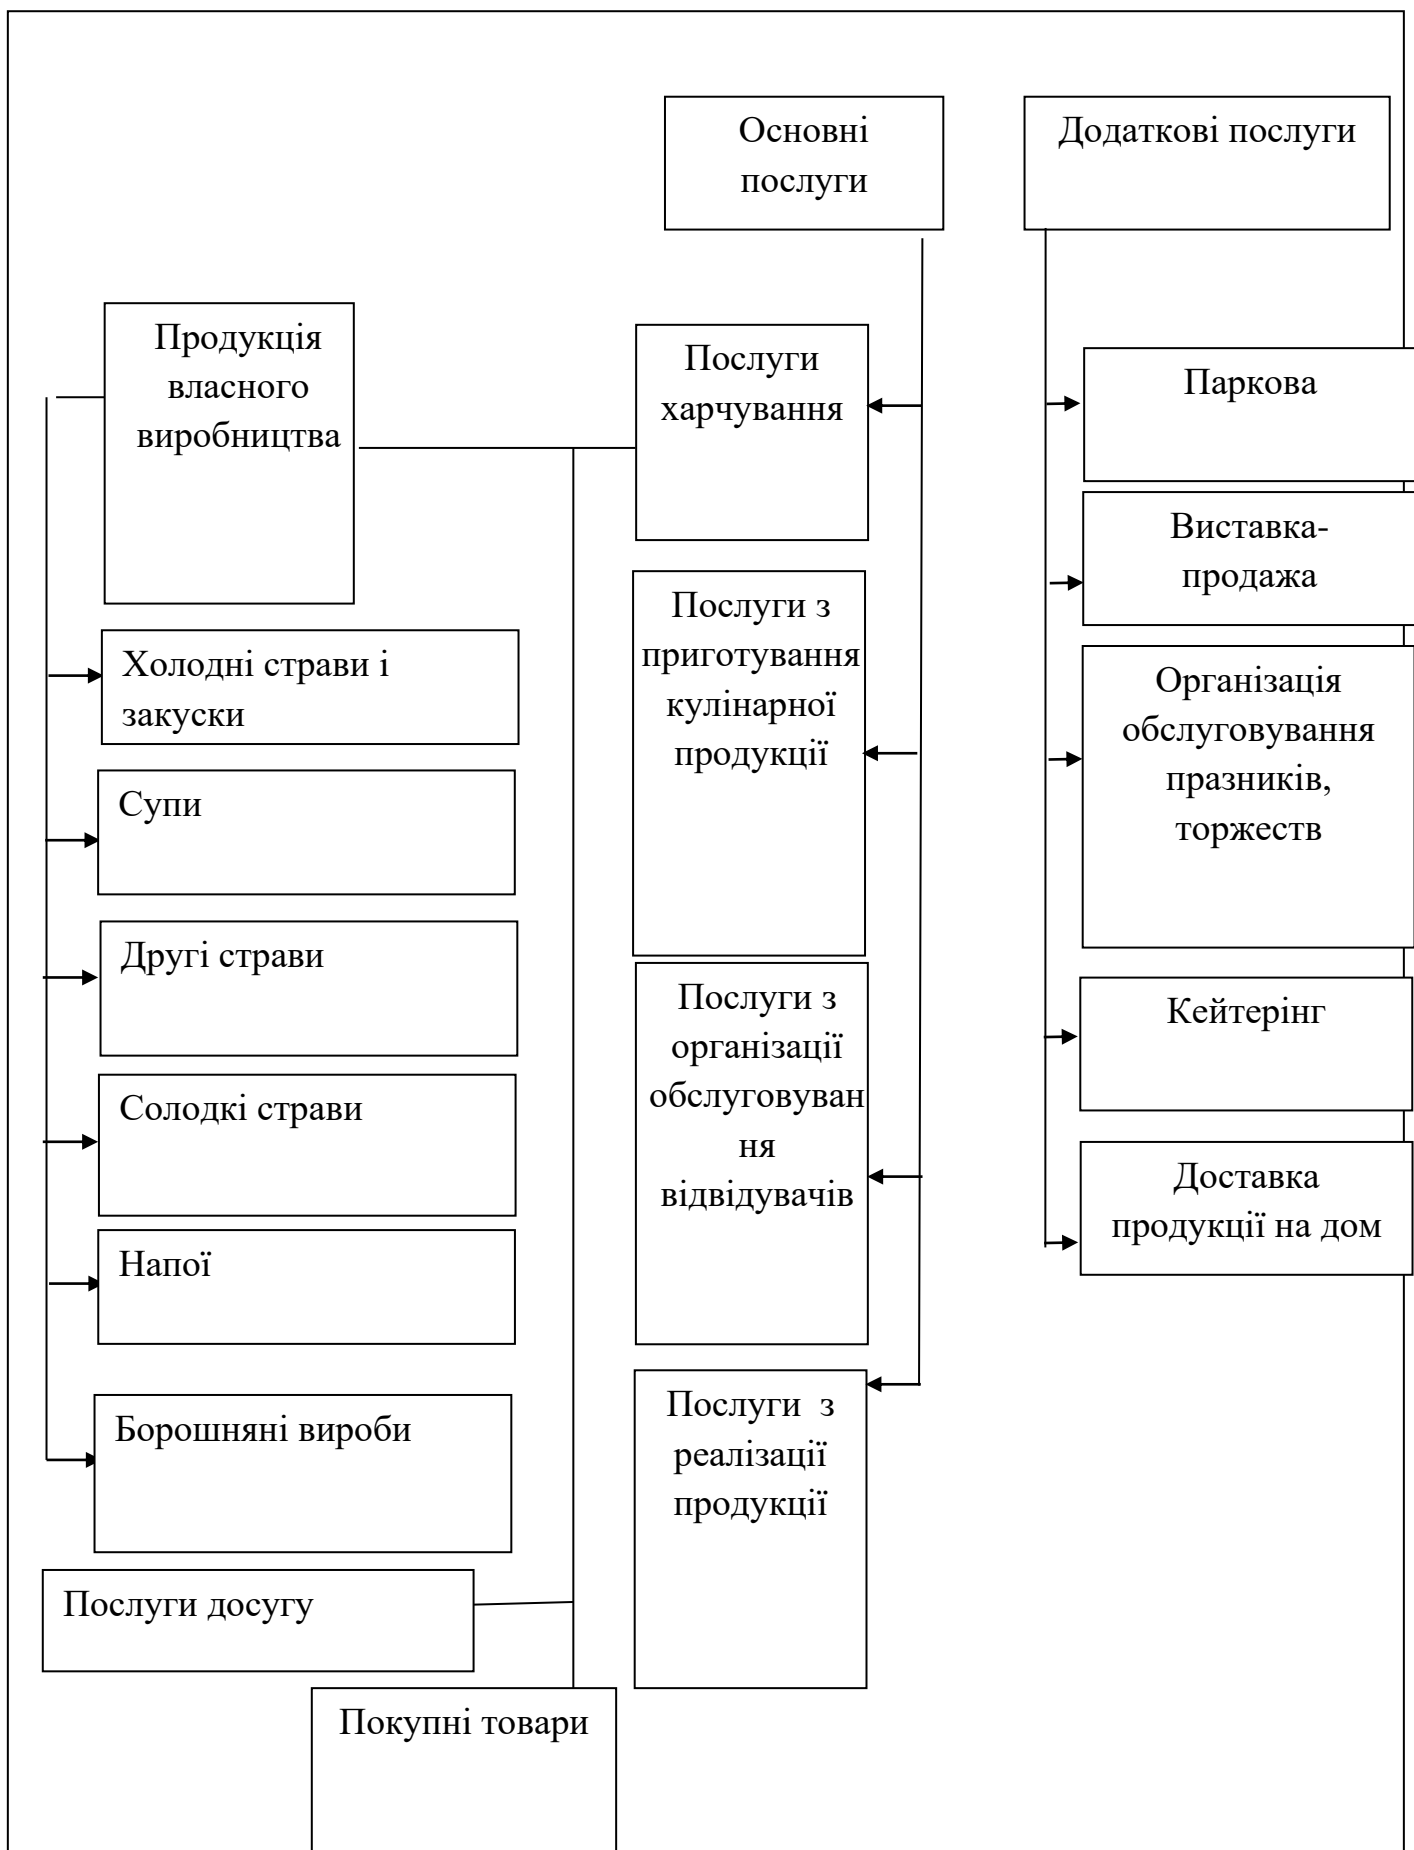 Основні
послуги
Додаткові послуги
Продукція
власного
виробництва
Послуги
харчування
Паркова
Виставка-
продажа
Послуги з
приготування
кулінарної
продукції
Холодні страви і
закуски
Організація
обслуговування
празників,
торжеств
Супи
Другі страви
Послуги з
організації
обслуговуван
ня
відвідувачів
Кейтерінг
Солодкі страви
Доставка
продукції на дом
Напої
Борошняні вироби
Послуги з
реалізації
продукції
Послуги досугу
Покупні товари